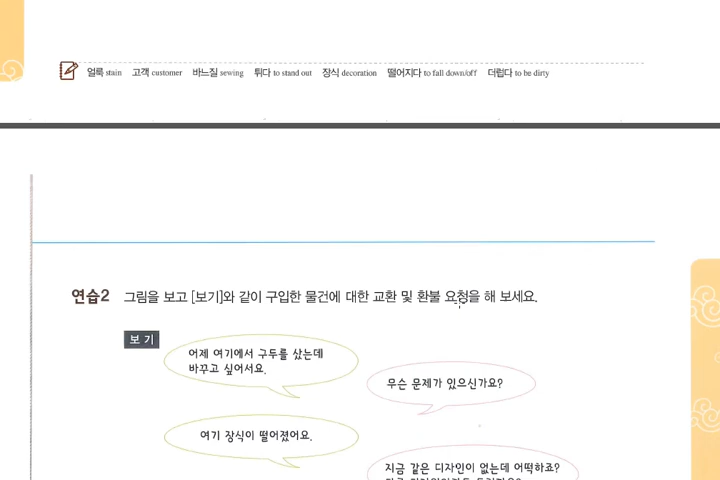 얼룩 stain 고객 customer 바느질 sewing 튀다 to stand out 장식 decoration 떨어지다 to fall down/off 더럽다 to be dirty
연습2 그림을 보고 [보기]와 같이 구입한 물건에 대한 교환 및 환불 요청을 해 보세요.
보기
어제 여기에서 구두를 샀는데
바꾸고 싶어서요.
무슨 문제가 있으신가요?
여기 장식이 떨어졌어요.
지금 같은 디자인이 없는데 어떡하죠?